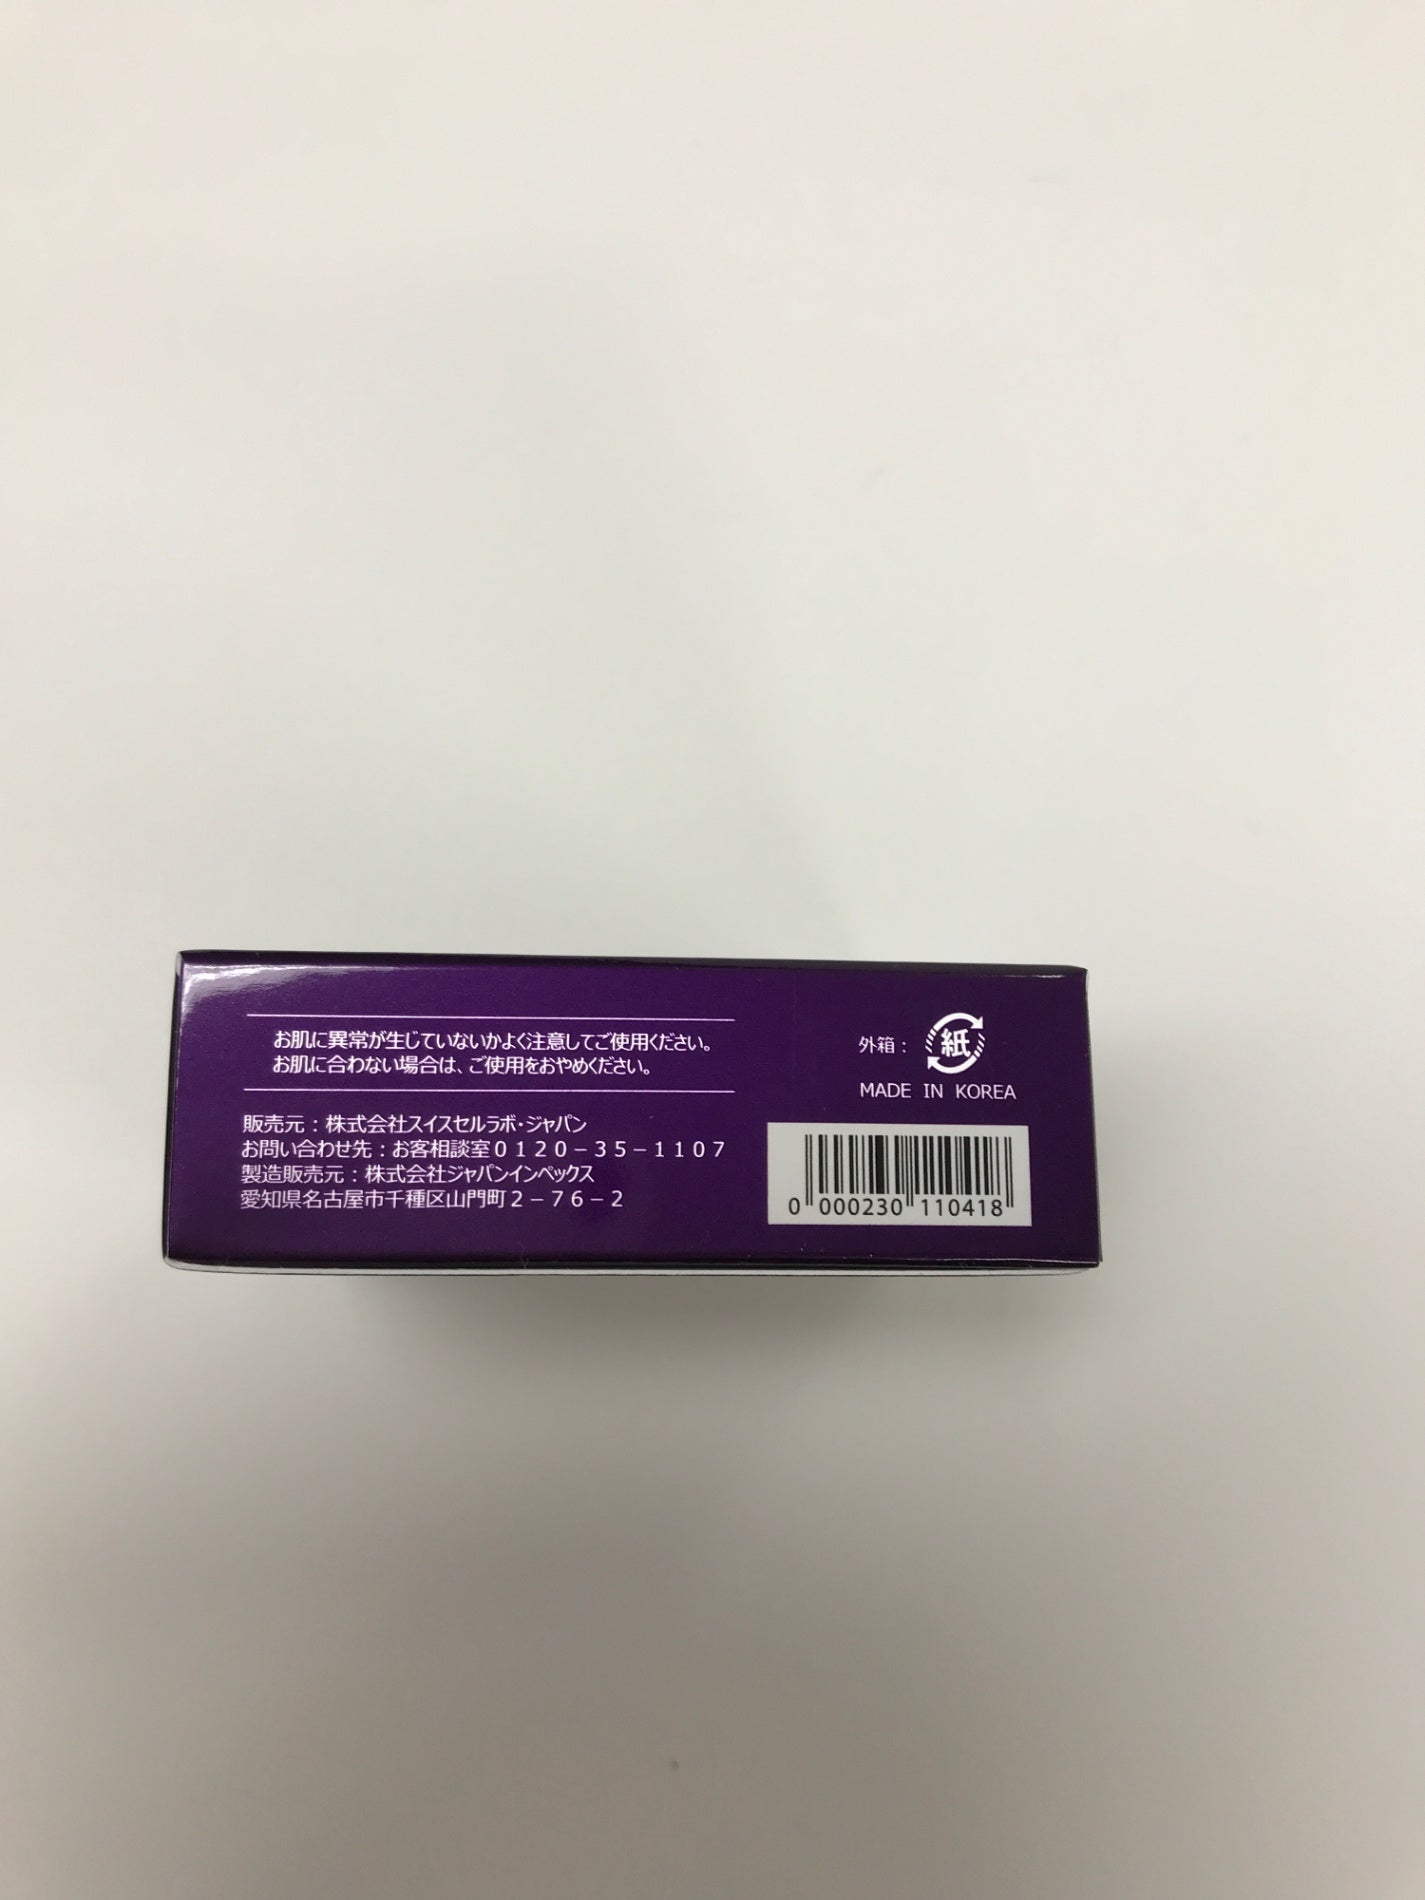 お肌に異常が生じていないかよく注意してご使用ください。
お肌に合わない場合は、ご使用をおやめください。
販売元：株式会社スイスセルラボ・ジャパン
お問い合わせ先：お客相談室０１２０－３５－１１０７
製造販売元：株式会社ジャパンインペックス
愛知県名古屋市千種区山門町２－７６－２
外箱：紙
MADE IN KOREA
0 000230 110418